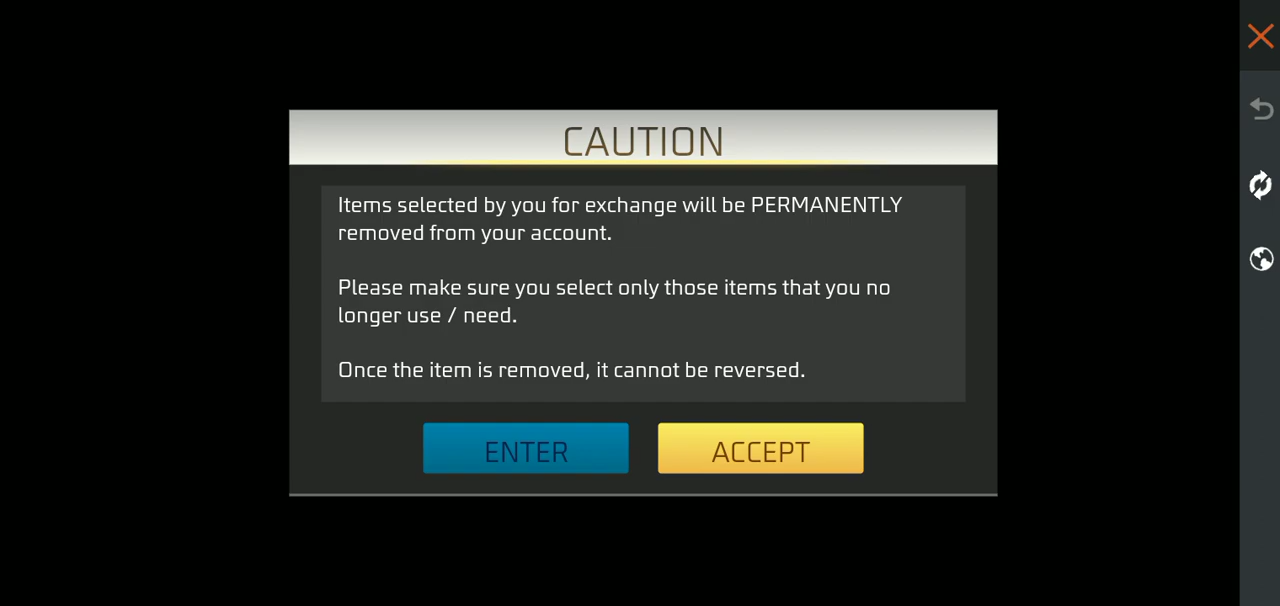 CAUTION
Items selected by you for exchange will be PERMANENTLY
removed from your account.
Please make sure you select only those items that you no
longer use / need.
Once the item is removed, it cannot be reversed.
ENTER
ACCEPT